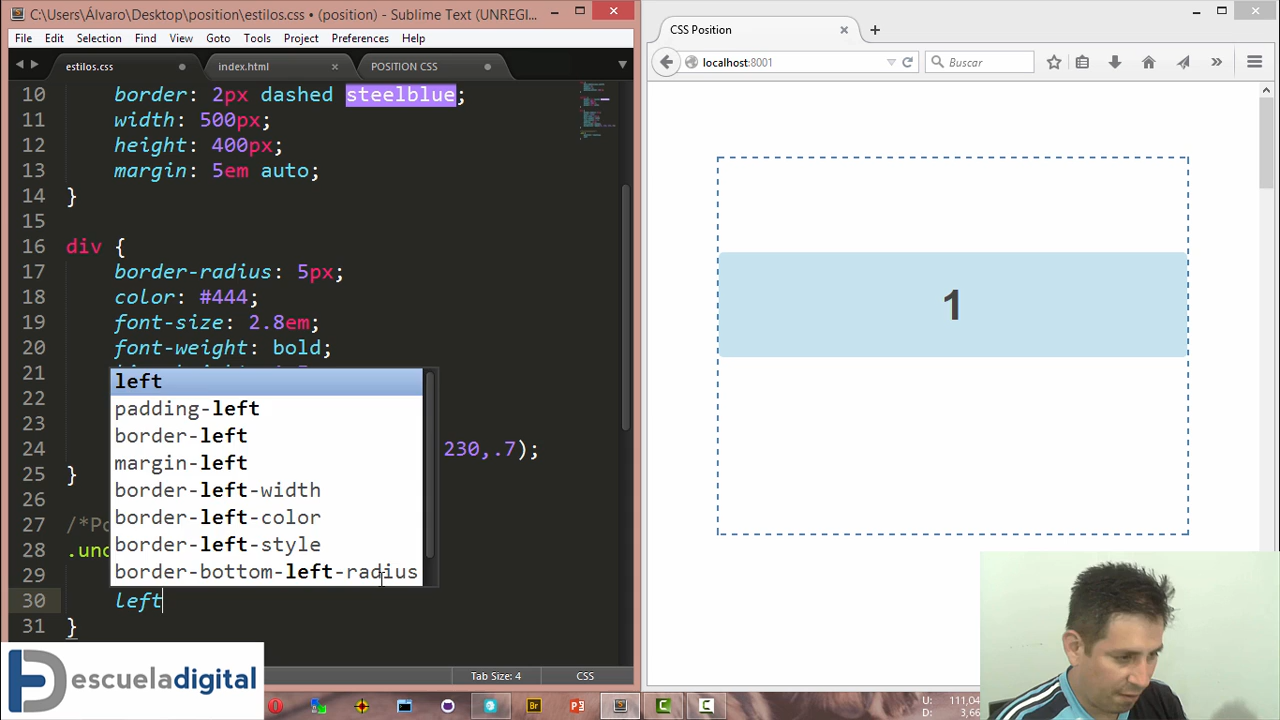 C:\Users\Álvaro\Desktop\position\estilos.css • (position) - Sublime Text (UNREGI...
File Edit Selection Find View Goto Tools Project Preferences Help
estilos.css
index.html
POSITION CSS
10 border: 2px dashed steelblue;
11 width: 500px;
12 height: 400px;
13 margin: 5em auto;
14 }
15
16 div {
17 border-radius: 5px;
18 color: #444;
19 font-size: 2.8em;
20 font-weight: bold;
21
22
23
24 230,.7);
25 }
26
27 /*Po
28 .und
29
30 left
31 }
left
padding-left
border-left
margin-left
border-left-width
border-left-color
border-left-style
border-bottom-left-radius
Tab Size: 4
CSS
escueladigital
CSS Position
localhost:8001
Buscar
1
U: 111,04
D: 3,66